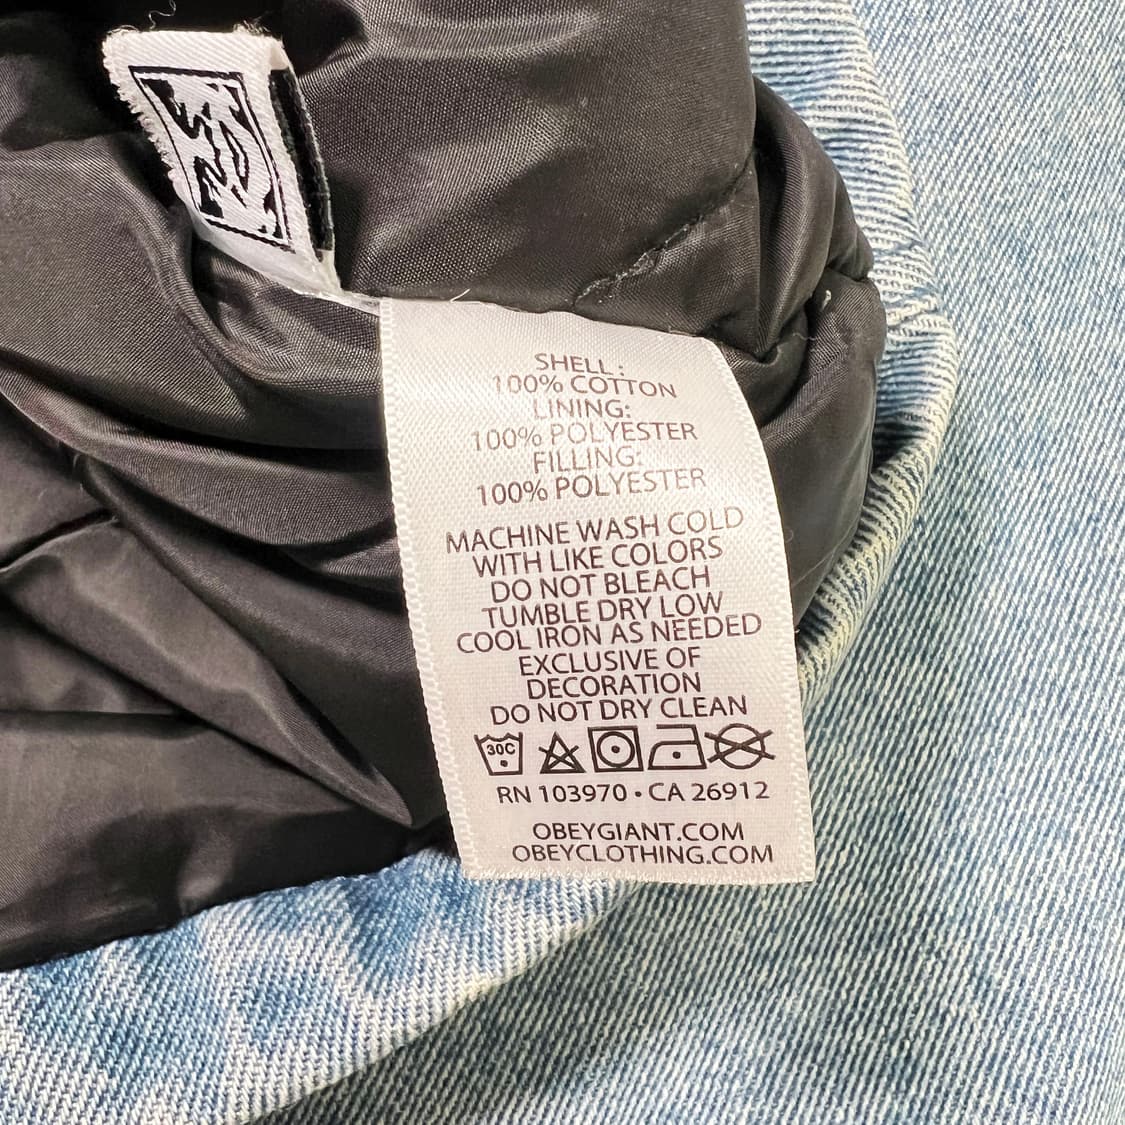 SHELL :
100% COTTON
LINING:
100% POLYESTER
FILLING:
100% POLYESTER
MACHINE WASH COLD
WITH LIKE COLORS
DO NOT BLEACH
TUMBLE DRY LOW
COOL IRON AS NEEDED
EXCLUSIVE OF
DECORATION
DO NOT DRY CLEAN
30C
RN 103970 • CA 26912
OBEYGIANT.COM
OBEYCLOTHING.COM